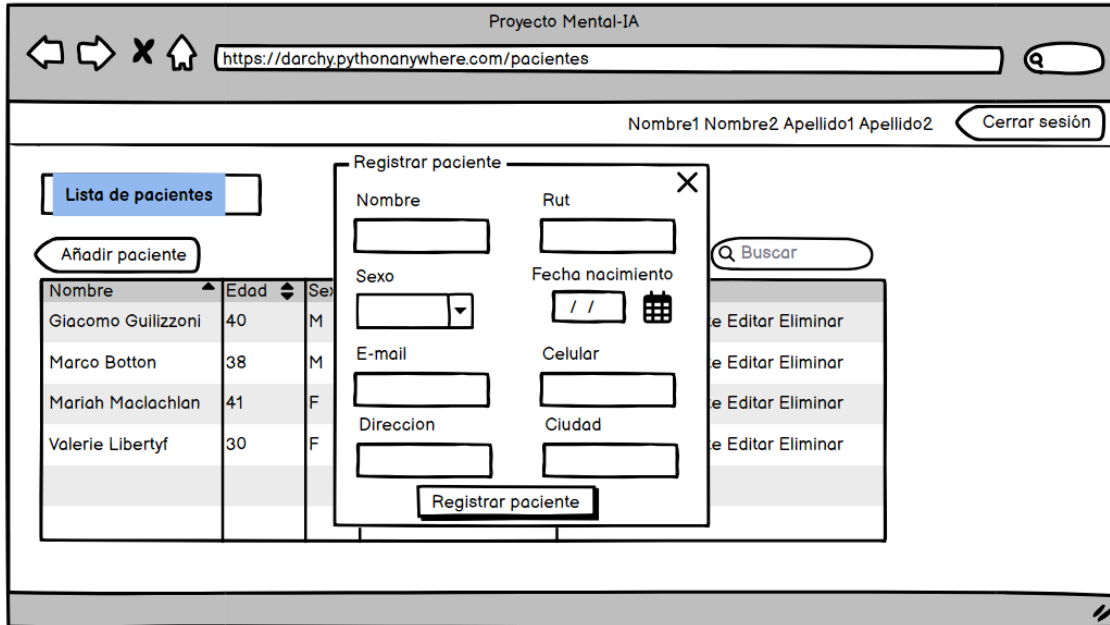 Proyecto Mental-IA
https://darchy.pythonanywhere.com/pacientes
Nombre1 Nombre2 Apellido1 Apellido2
Cerrar sesión
Lista de pacientes
Añadir paciente
Buscar
Nombre Edad
Giacomo Guilizzoni 40 M Editar Eliminar
Marco Botton 38 M Editar Eliminar
Mariah Maclachlan 41 F Editar Eliminar
Valerie Libertyf 30 F Editar Eliminar
Registrar paciente
Nombre Rut
Sexo Fecha nacimiento
/ /
E-mail Celular
Direccion Ciudad
Registrar paciente